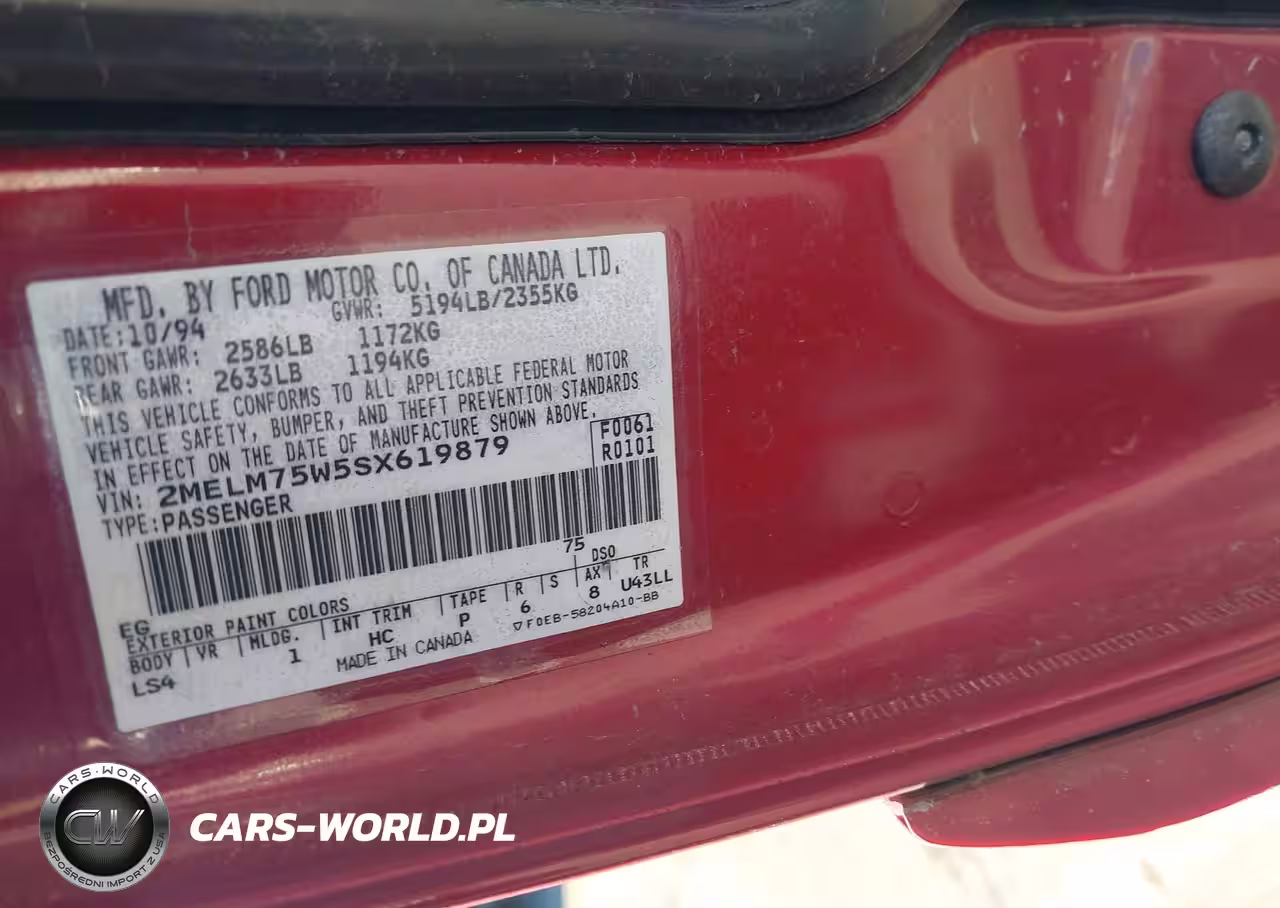 MFD. BY FORD MOTOR CO. OF CANADA LTD.
DATE:10/94 GVWR: 5194LB/2355KG
FRONT GAWR: 2586LB 1172KG
REAR GAWR: 2633LB 1194KG
THIS VEHICLE CONFORMS TO ALL APPLICABLE FEDERAL MOTOR
VEHICLE SAFETY, BUMPER, AND THEFT PREVENTION STANDARDS
IN EFFECT ON THE DATE OF MANUFACTURE SHOWN ABOVE.
F0061
VIN: 2MELM75W5SX619879 R0101
TYPE:PASSENGER
75
EG DSO
EXTERIOR PAINT COLORS
BODY VR MLDG. INT TRIM TAPE R S AX TR
LS4 1 HC P 6 8 U43LL
MADE IN CANADA ▽F0EB-58204A10-BB
CARS-WORLD
CW
BEZPOŚREDNI IMPORT Z USA
CARS-WORLD.PL